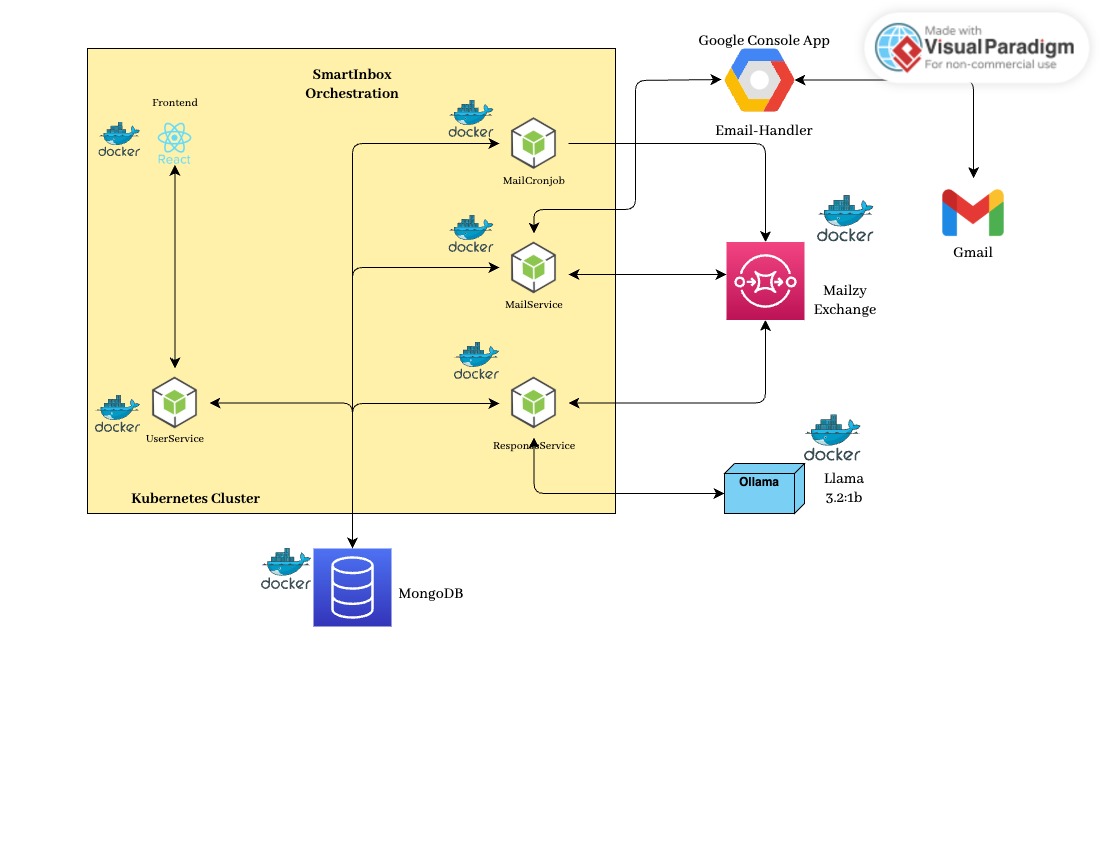 Made with
VisualParadigm
For non-commercial use
Google Console App
SmartInbox
Orchestration
Frontend
docker
React
docker
Email-Handler
MailCronjob
docker
docker
Gmail
Mailzy
Exchange
MailService
docker
docker
UserService
ResponseService
docker
Ollama
Llama
3.2:1b
Kubernetes Cluster
docker
MongoDB